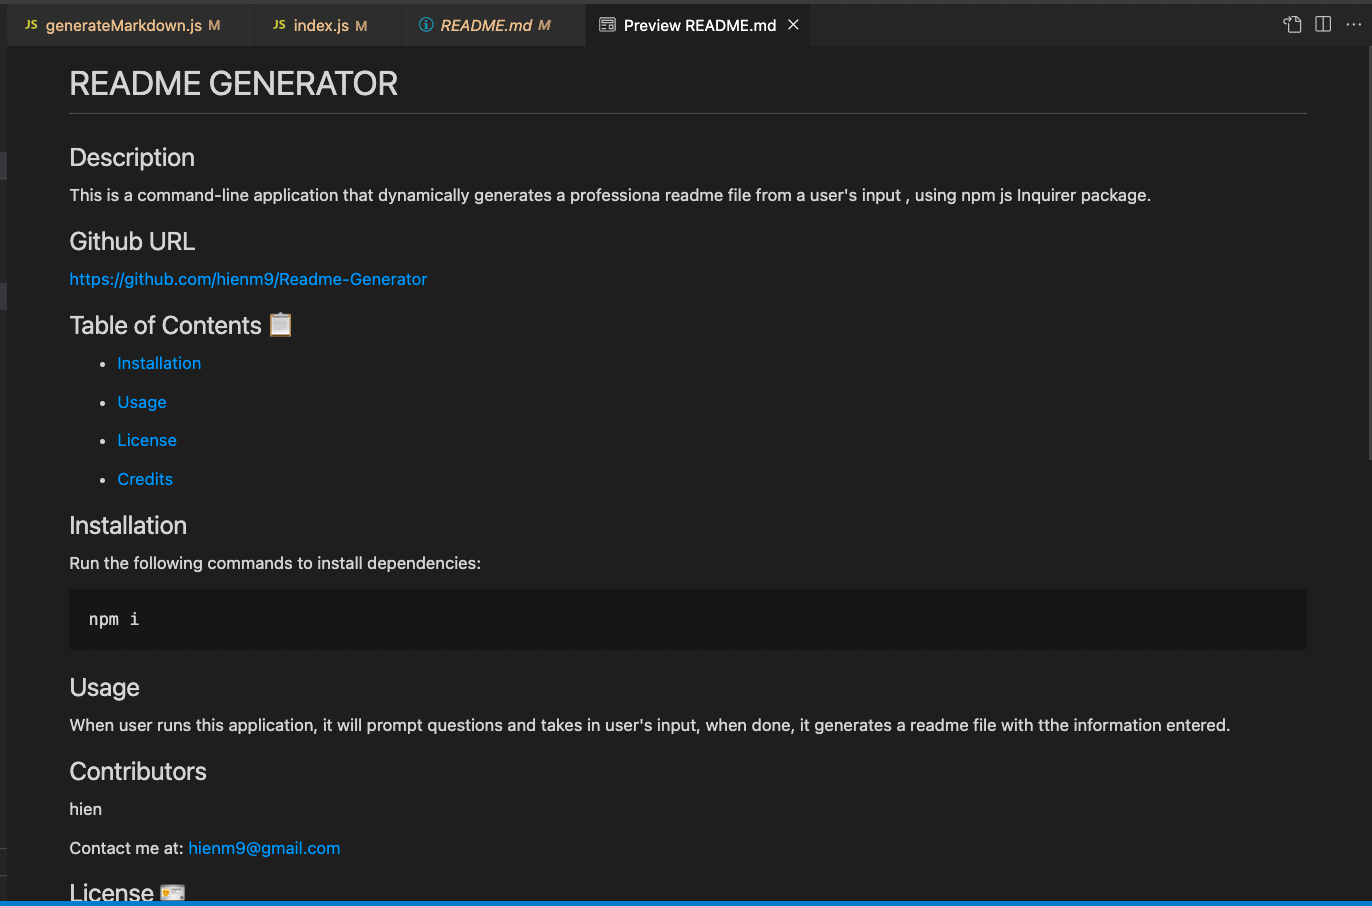 JS generateMarkdown.js M JS index.js M README.md M Preview README.md
README GENERATOR
Description
This is a command-line application that dynamically generates a professiona readme file from a user's input , using npm js Inquirer package.
Github URL
https://github.com/hienm9/Readme-Generator
Table of Contents 📋
• Installation
• Usage
• License
• Credits
Installation
Run the following commands to install dependencies:
npm i
Usage
When user runs this application, it will prompt questions and takes in user's input, when done, it generates a readme file with tthe information entered.
Contributors
hien
Contact me at: hienm9@gmail.com
License